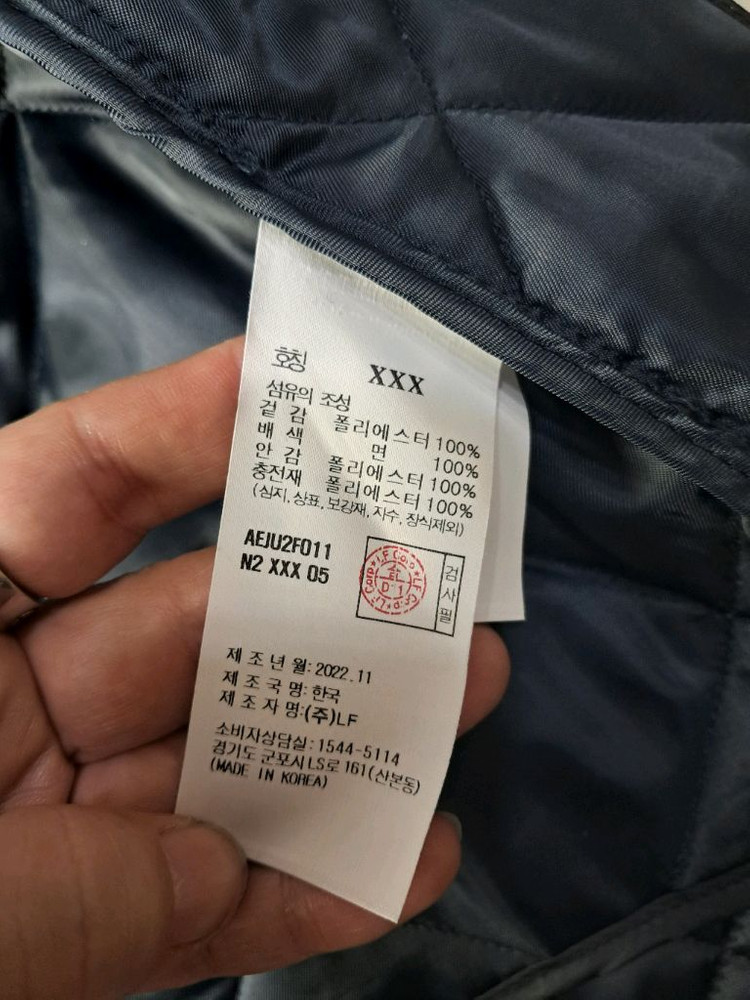 호칭 XXX
섬유의 조성
겉 감 폴리에스터 100%
배 색 면 100%
안 감 폴리에스터 100%
충전재 폴리에스터 100%
(심지, 상표, 보강재, 자수, 장식제외)
AEJU2F011
N2 XXX 05
검사필
제 조 년 월: 2022.11
제 조 국 명: 한국
제 조 자 명:(주)LF
소비자상담실: 1544-5114
경기도 군포시 LS로 161(산본동)
(MADE IN KOREA)